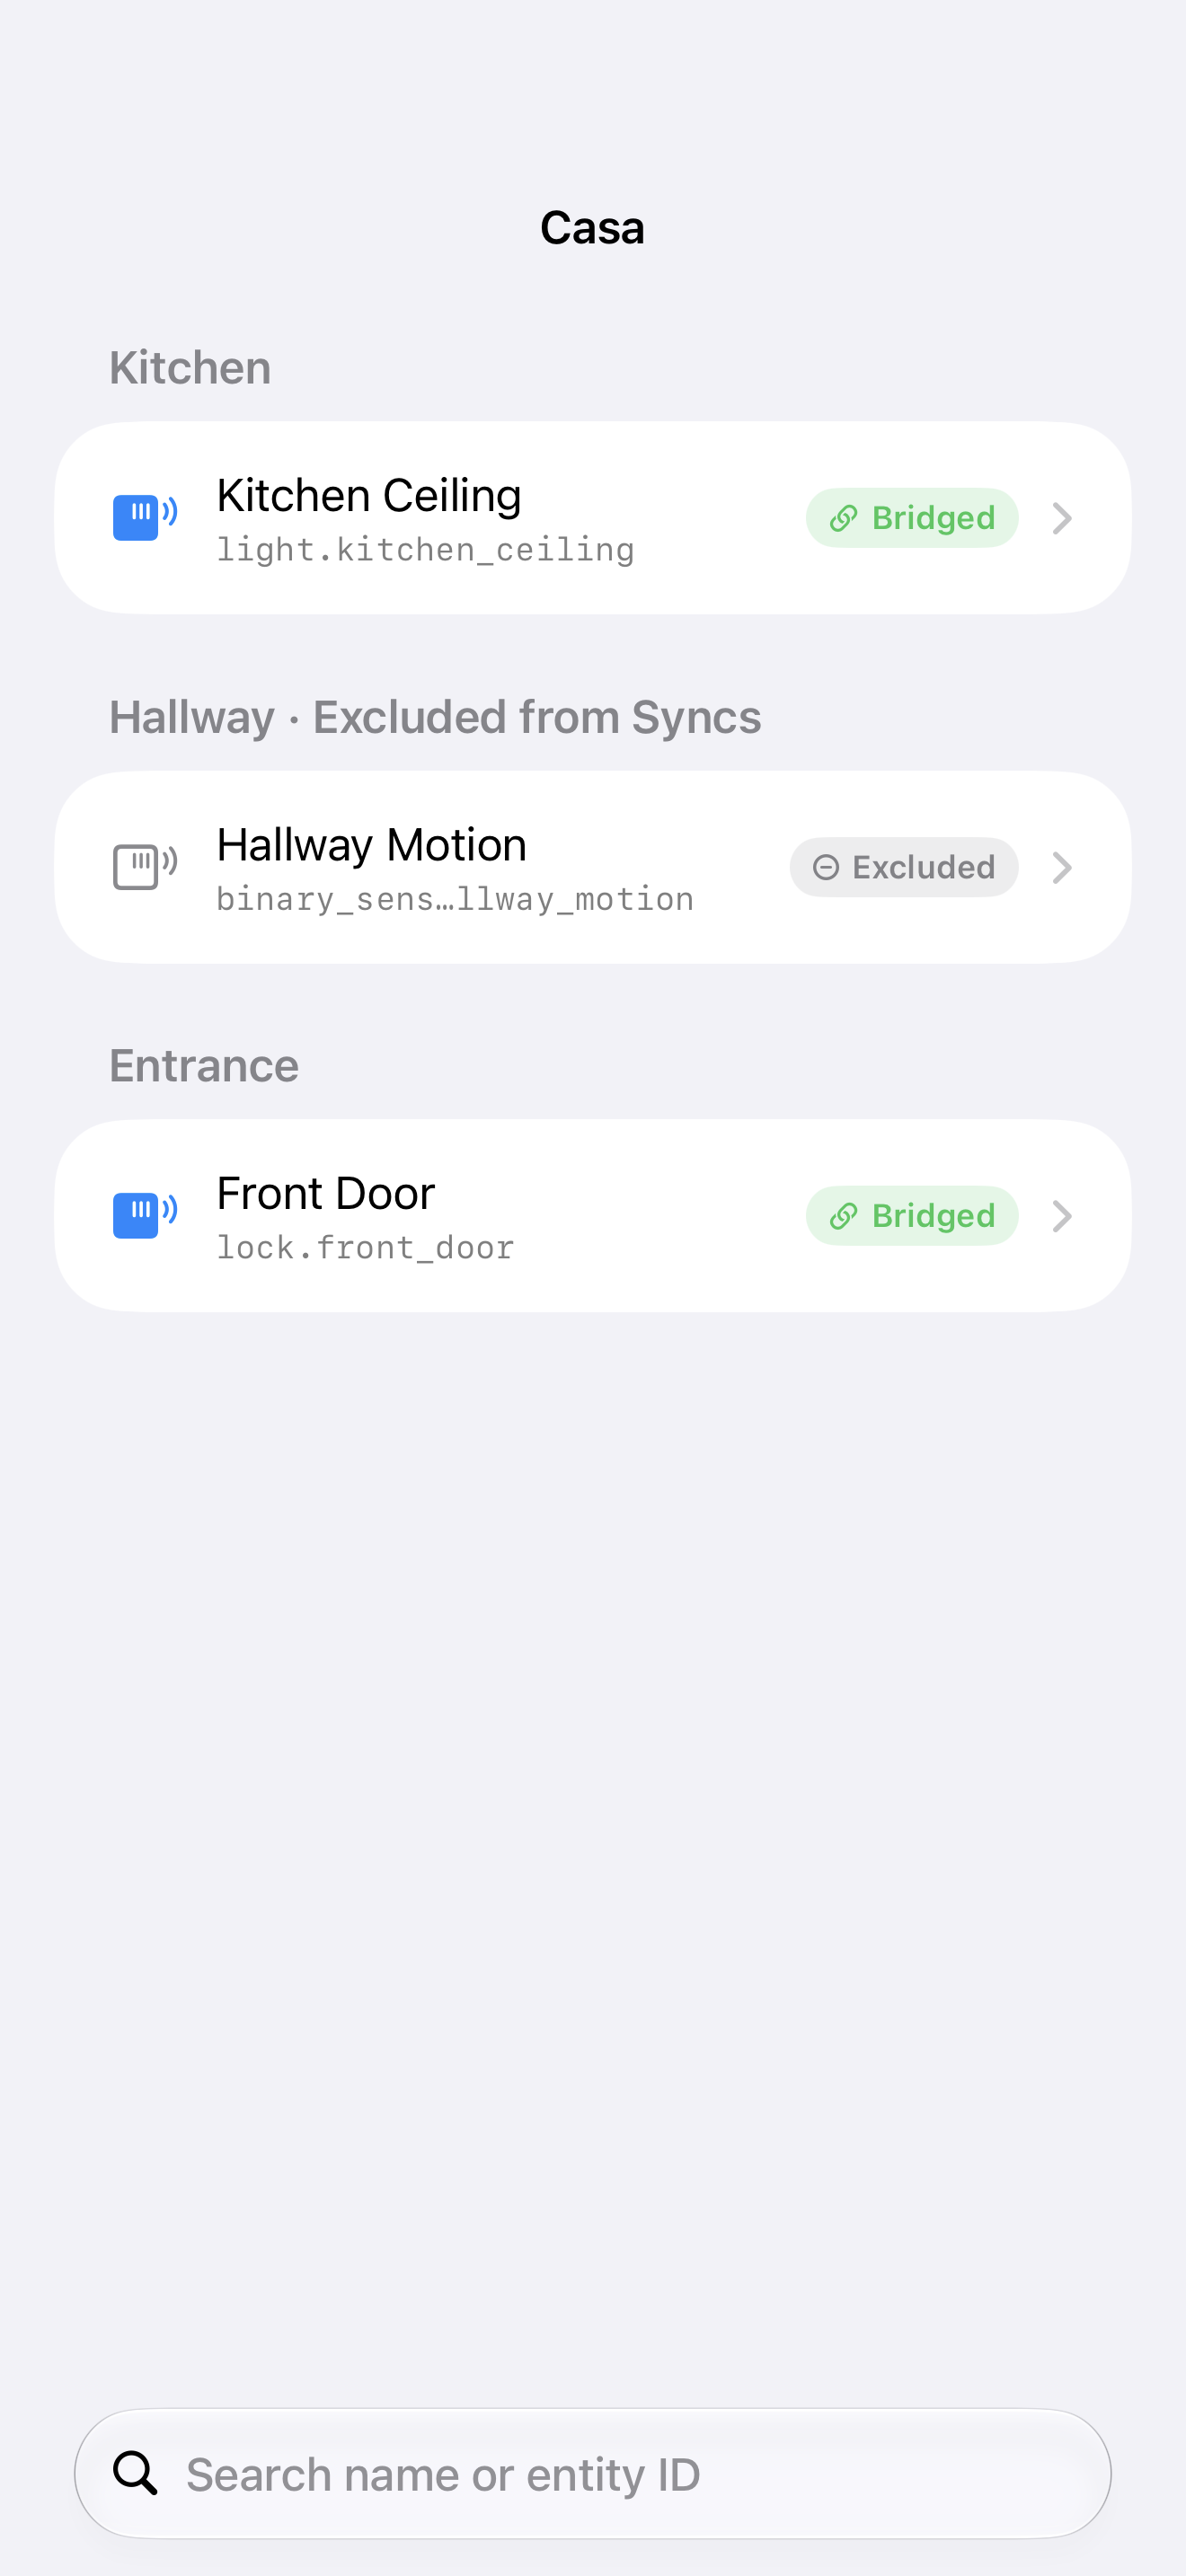 Casa
Kitchen
Kitchen Ceiling
light.kitchen_ceiling
Bridged
Hallway · Excluded from Syncs
Hallway Motion
binary_sens…llway_motion
Excluded
Entrance
Front Door
lock.front_door
Bridged
Search name or entity ID